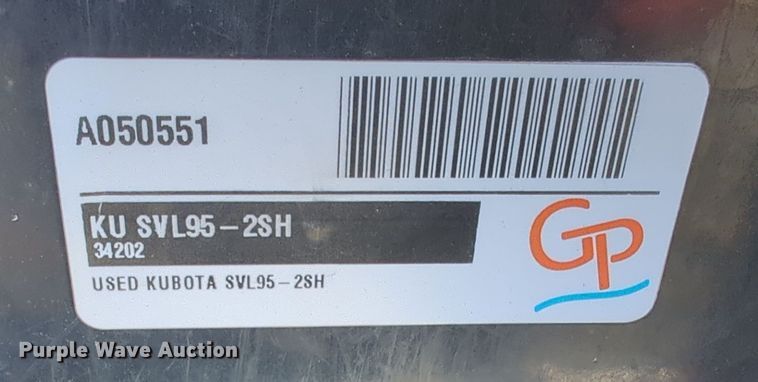 A050551
KU SVL95-2SH
34202
GP
USED KUBOTA SVL95-2SH
Purple Wave Auction